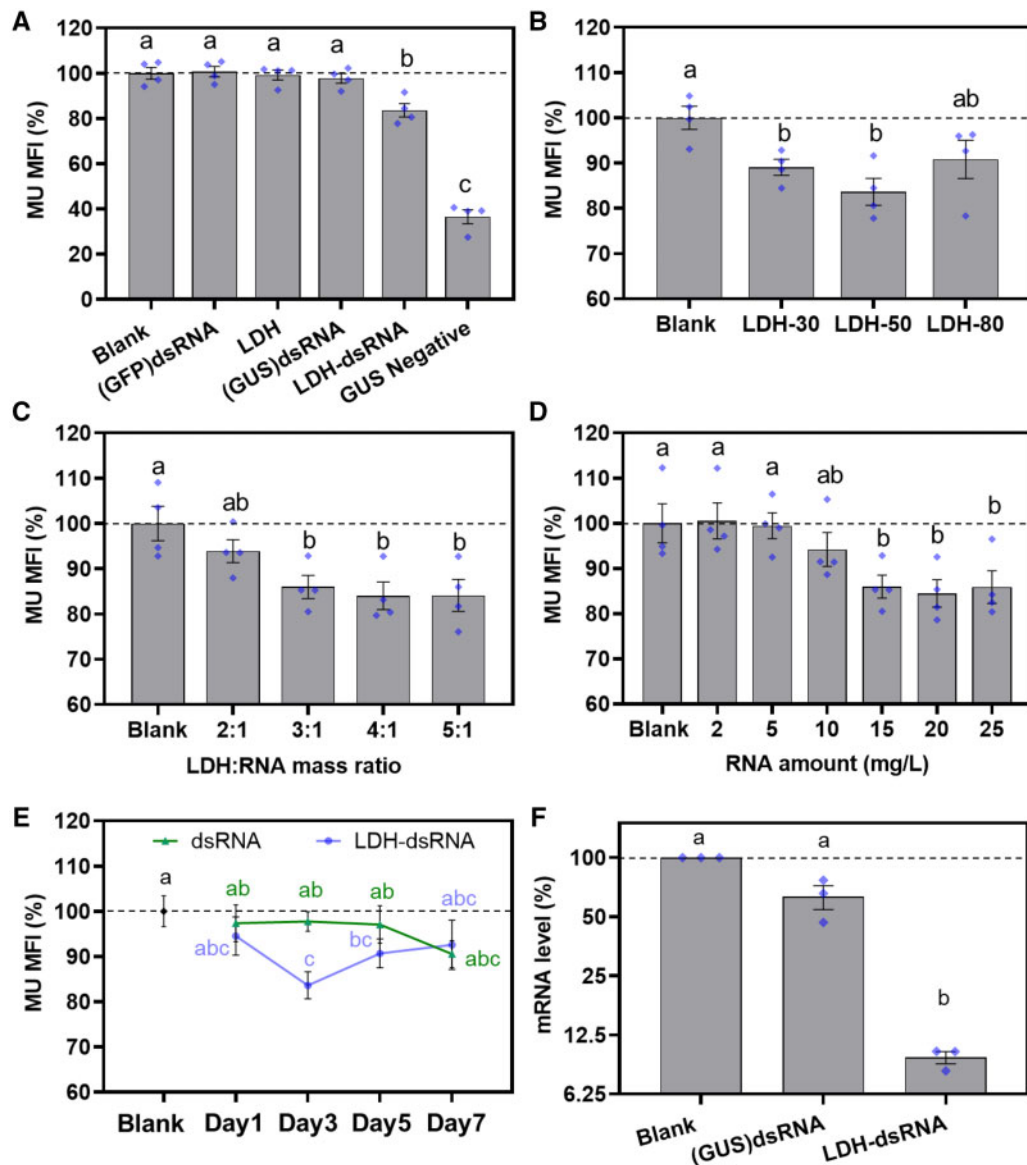 A
MU MFI (%)
120
100
80
60
40
20
0
a
a
a
a
b
c
Blank
(GFP)dsRNA
LDH
(GUS)dsRNA
LDH-dsRNA
GUS Negative
B
MU MFI (%)
120
110
100
90
80
70
60
a
b
b
ab
Blank LDH-30 LDH-50 LDH-80
C
MU MFI (%)
120
110
100
90
80
70
60
a
ab
b
b
b
Blank 2:1 3:1 4:1 5:1
LDH:RNA mass ratio
D
MU MFI (%)
120
110
100
90
80
70
60
a
a
a
ab
b
b
b
Blank 2 5 10 15 20 25
RNA amount (mg/L)
E
MU MFI (%)
120
110
100
90
80
70
60
dsRNA LDH-dsRNA
a
ab
ab
ab
abc
abc
c
bc
abc
Blank Day1 Day3 Day5 Day7
F
mRNA level (%)
100
50
25
12.5
6.25
a
a
b
Blank
(GUS)dsRNA
LDH-dsRNA